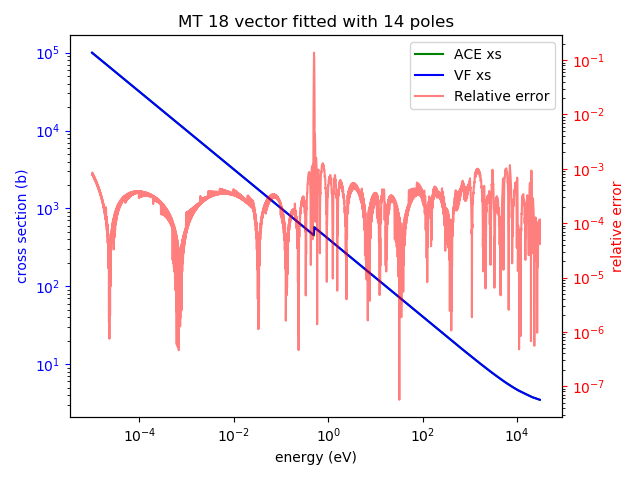 MT 18 vector fitted with 14 poles
ACE xs
VF xs
Relative error
10^5
10^4
10^3
10^2
10^1
cross section (b)
10^-1
10^-2
10^-3
10^-4
10^-5
10^-6
10^-7
relative error
10^-4 10^-2 10^0 10^2 10^4
energy (eV)